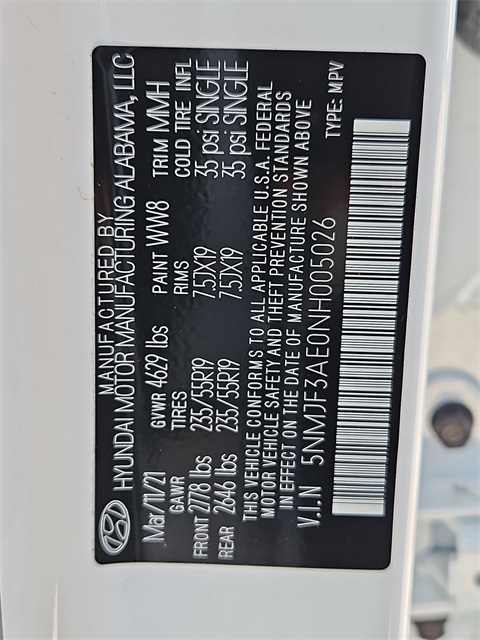 MANUFACTURED BY
HYUNDAI MOTOR MANUFACTURING ALABAMA, LLC
Mar/11/21 GVWR 4629 lbs PAINT WW8 TRIM MMH
GAWR TIRES RMS COLD TIRE INFL
FRONT 2778 lbs 235/55R19 7.5JX19 35 psi SINGLE
REAR 2646 lbs 235/55R19 7.5JX19 35 psi SINGLE
THIS VEHICLE CONFORMS TO ALL APPLICABLE U.S.A. FEDERAL
MOTOR VEHICLE SAFETY AND THEFT PREVENTION STANDARDS
IN EFFECT ON THE DATE OF MANUFACTURE SHOWN ABOVE
V.I.N 5NMJF3AE0NH005026 TYPE: MPV